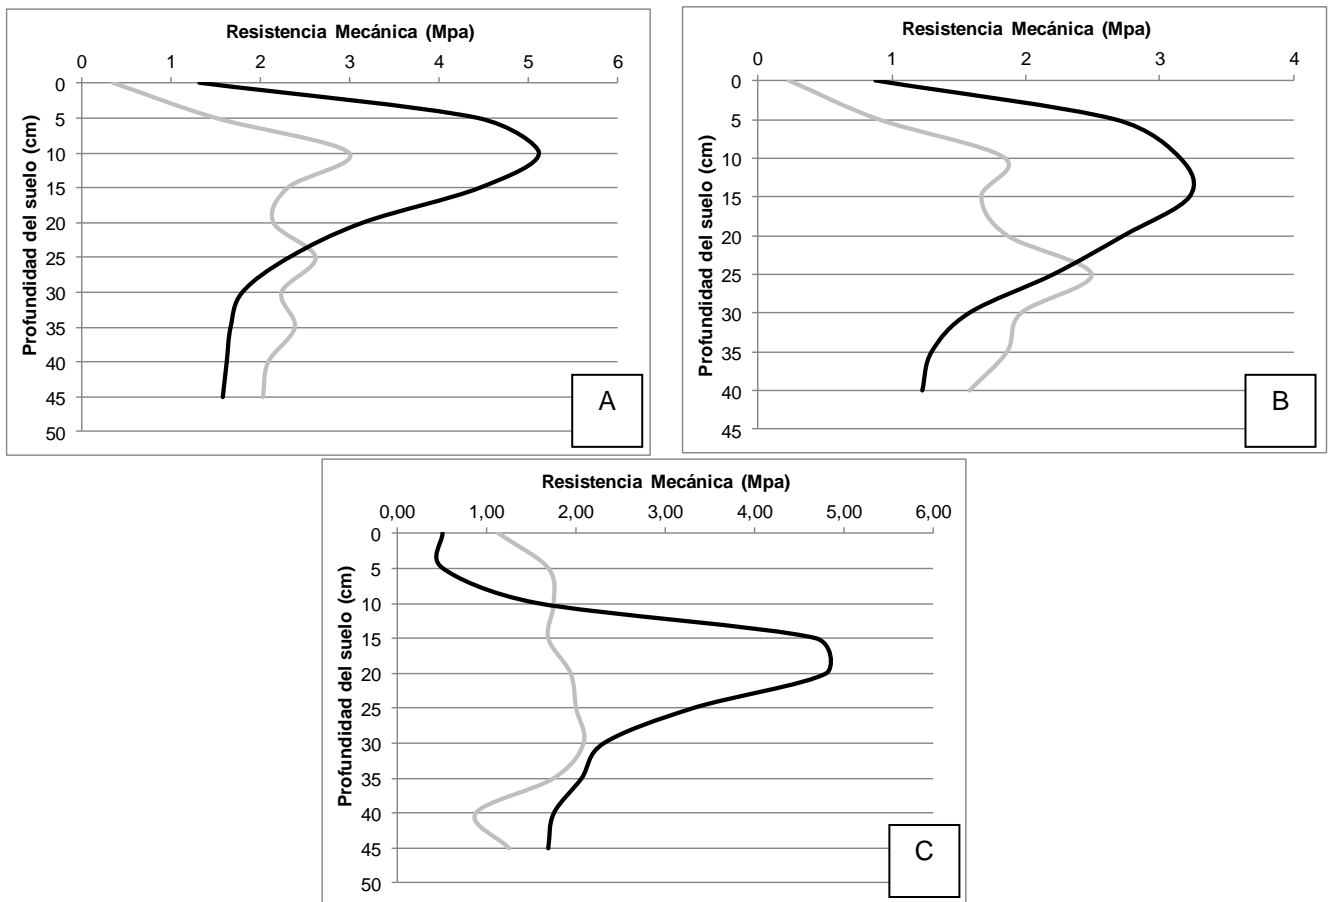 Resistencia Mecánica (Mpa)
0 1 2 3 4 5 6
Profundidad del suelo (cm)
0
5
10
15
20
25
30
35
40
45
50
A
Resistencia Mecánica (Mpa)
0 1 2 3 4
Profundidad del suelo (cm)
0
5
10
15
20
25
30
35
40
45
B
Resistencia Mecánica (Mpa)
0,00 1,00 2,00 3,00 4,00 5,00 6,00
Profundidad del suelo (cm)
0
5
10
15
20
25
30
35
40
45
50
C